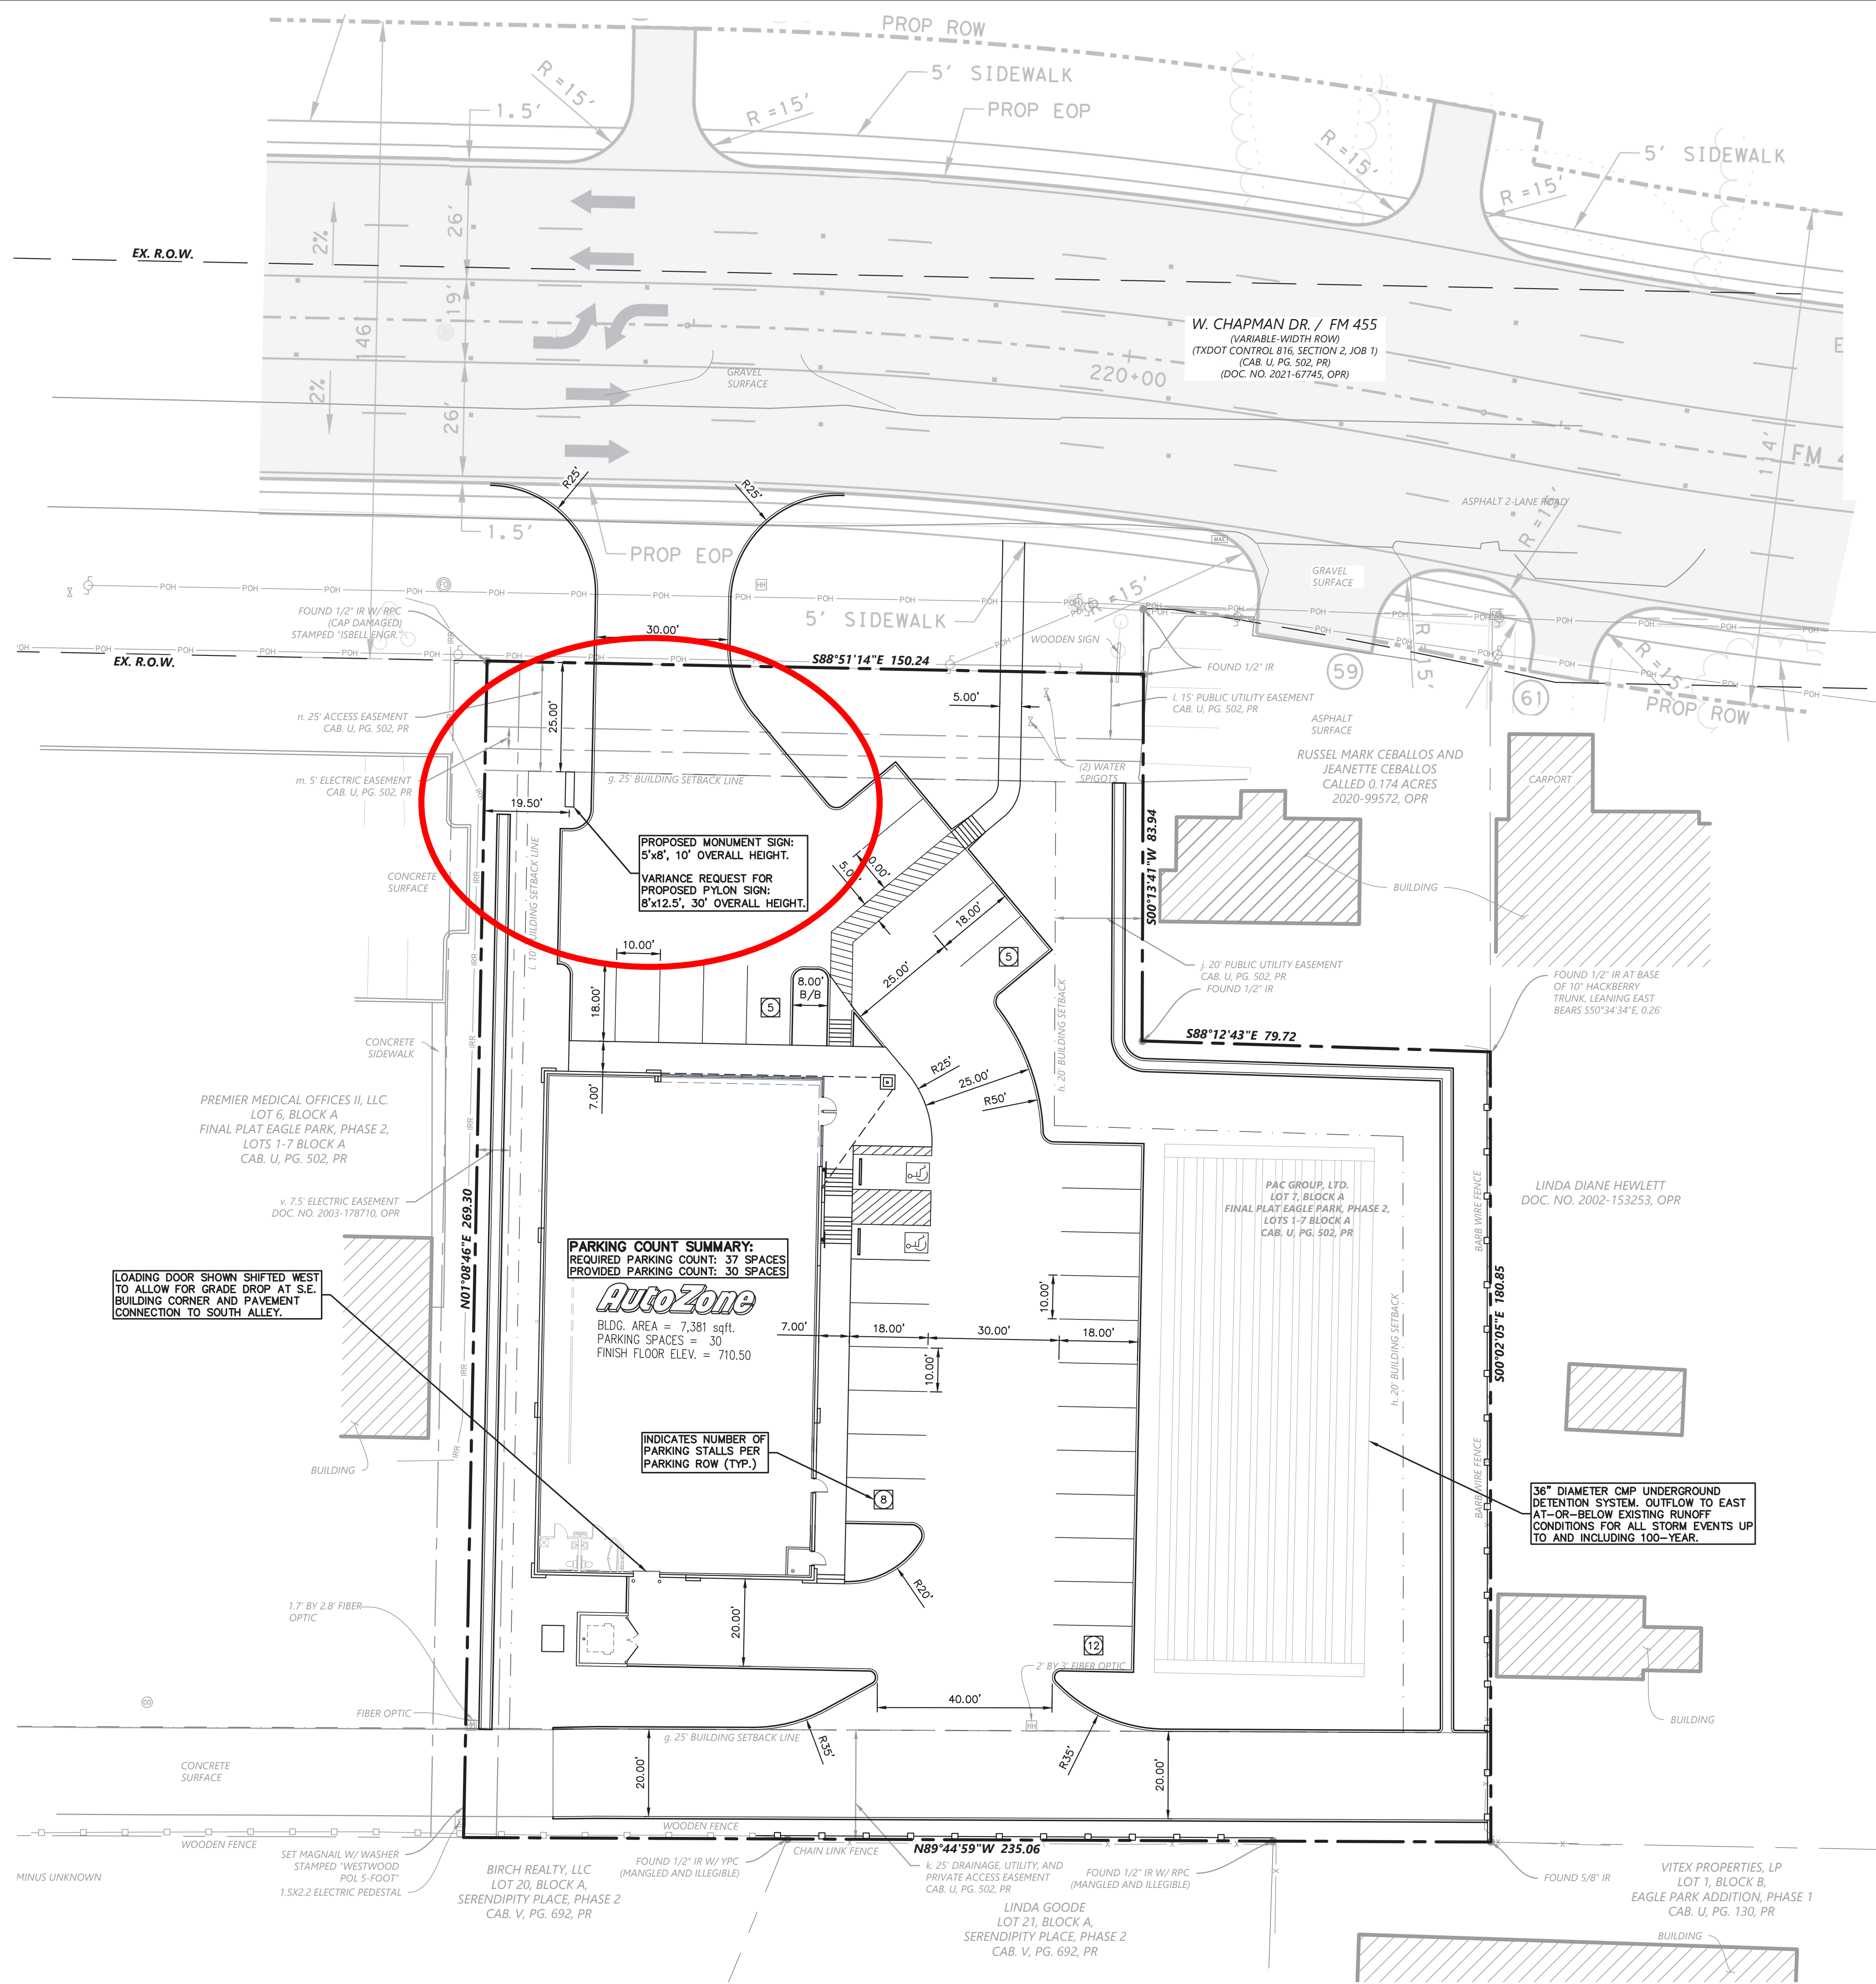 PROP ROW
5' SIDEWALK
PROP EOP
R =15'
R =15'
1.5'
R =15'
R =15'
5' SIDEWALK
EX. R.O.W.
2%
26'
19'
146'
2%
26'
GRAVEL
SURFACE
W. CHAPMAN DR. / FM 455
(VARIABLE-WIDTH ROW)
(TXDOT CONTROL 816, SECTION 2, JOB 1)
(CAB. U, PG. 502, PR)
(DOC. NO. 2021-67745, OPR)
220+00
E
FM 4
R25'
R25'
1.5'
PROP EOP
ASPHALT 2-LANE ROAD
R =15'
MAIL
GRAVEL
SURFACE
POH
FO
HH
FOUND 1/2" IR W/ RPC
(CAP DAMAGED)
STAMPED "ISBELL ENGR."
5' SIDEWALK
R =15'
WOODEN SIGN
30.00'
EX. R.O.W.
S88°51'14"E 150.24
FOUND 1/2" IR
59
R =15'
R =15'
61
PROP ROW
n. 25' ACCESS EASEMENT
CAB. U, PG. 502, PR
25.00'
5.00'
l. 15' PUBLIC UTILITY EASEMENT
CAB. U, PG. 502, PR
ASPHALT
SURFACE
RUSSEL MARK CEBALLOS AND
JEANETTE CEBALLOS
CALLED 0.174 ACRES
2020-99572, OPR
CARPORT
m. 5' ELECTRIC EASEMENT
CAB. U, PG. 502, PR
g. 25' BUILDING SETBACK LINE
(2) WATER
SPIGOTS
19.50'
IRR
PROPOSED MONUMENT SIGN:
5'x8', 10' OVERALL HEIGHT.
VARIANCE REQUEST FOR
PROPOSED PYLON SIGN:
8'x12.5', 30' OVERALL HEIGHT.
S00°13'41"W 83.94
BUILDING
CONCRETE
SURFACE
i. 10' BUILDING SETBACK LINE
5.00'
18.00'
10.00'
25.00'
5
8.00'
B/B
5
18.00'
j. 20' PUBLIC UTILITY EASEMENT
CAB. U, PG. 502, PR
FOUND 1/2" IR
FOUND 1/2" IR AT BASE
OF 10" HACKBERRY
TRUNK, LEANING EAST
BEARS S50°34'34"E, 0.26'
h. 20' BUILDING SETBACK
S88°12'43"E 79.72
CONCRETE
SIDEWALK
7.00'
R25'
25.00'
R50'
PREMIER MEDICAL OFFICES II, LLC.
LOT 6, BLOCK A
FINAL PLAT EAGLE PARK, PHASE 2,
LOTS 1-7 BLOCK A
CAB. U, PG. 502, PR
v. 7.5' ELECTRIC EASEMENT
DOC. NO. 2003-178710, OPR
N01°08'46"E 269.30
PAC GROUP, LTD.
LOT 7, BLOCK A
FINAL PLAT EAGLE PARK, PHASE 2,
LOTS 1-7 BLOCK A
CAB. U, PG. 502, PR
BARB WIRE FENCE
LINDA DIANE HEWLETT
DOC. NO. 2002-153253, OPR
PARKING COUNT SUMMARY:
REQUIRED PARKING COUNT: 37 SPACES
PROVIDED PARKING COUNT: 30 SPACES
AutoZone
BLDG. AREA = 7,381 sqft.
PARKING SPACES = 30
FINISH FLOOR ELEV. = 710.50
LOADING DOOR SHOWN SHIFTED WEST
TO ALLOW FOR GRADE DROP AT S.E.
BUILDING CORNER AND PAVEMENT
CONNECTION TO SOUTH ALLEY.
10.00'
7.00'
18.00'
30.00'
18.00'
10.00'
h. 20' BUILDING SETBACK
S00°02'05"E 180.85
INDICATES NUMBER OF
PARKING STALLS PER
PARKING ROW (TYP.)
8
BUILDING
BARB WIRE FENCE
36" DIAMETER CMP UNDERGROUND
DETENTION SYSTEM. OUTFLOW TO EAST
AT-OR-BELOW EXISTING RUNOFF
CONDITIONS FOR ALL STORM EVENTS UP
TO AND INCLUDING 100-YEAR.
R20'
1.7' BY 2.8' FIBER
OPTIC
20.00'
12
2' BY 3' FIBER OPTIC
40.00'
CO
FIBER OPTIC
HH
g. 25' BUILDING SETBACK LINE
R35'
R35'
BUILDING
CONCRETE
SURFACE
20.00'
20.00'
WOODEN FENCE
WOODEN FENCE
CHAIN LINK FENCE
N89°44'59"W 235.06
SET MAGNAIL W/ WASHER
STAMPED "WESTWOOD
POL 5-FOOT"
1.5X2.2 ELECTRIC PEDESTAL
MINUS UNKNOWN
BIRCH REALTY, LLC
LOT 20, BLOCK A,
SERENDIPITY PLACE, PHASE 2
CAB. V, PG. 692, PR
FOUND 1/2" IR W/ YPC
(MANGLED AND ILLEGIBLE)
k. 25' DRAINAGE, UTILITY, AND
PRIVATE ACCESS EASEMENT
CAB. U, PG. 502, PR
FOUND 1/2" IR W/ RPC
(MANGLED AND ILLEGIBLE)
LINDA GOODE
LOT 21, BLOCK A,
SERENDIPITY PLACE, PHASE 2
CAB. V, PG. 692, PR
FOUND 5/8" IR
VITEX PROPERTIES, LP
LOT 1, BLOCK B,
EAGLE PARK ADDITION, PHASE 1
CAB. U, PG. 130, PR
BUILDING